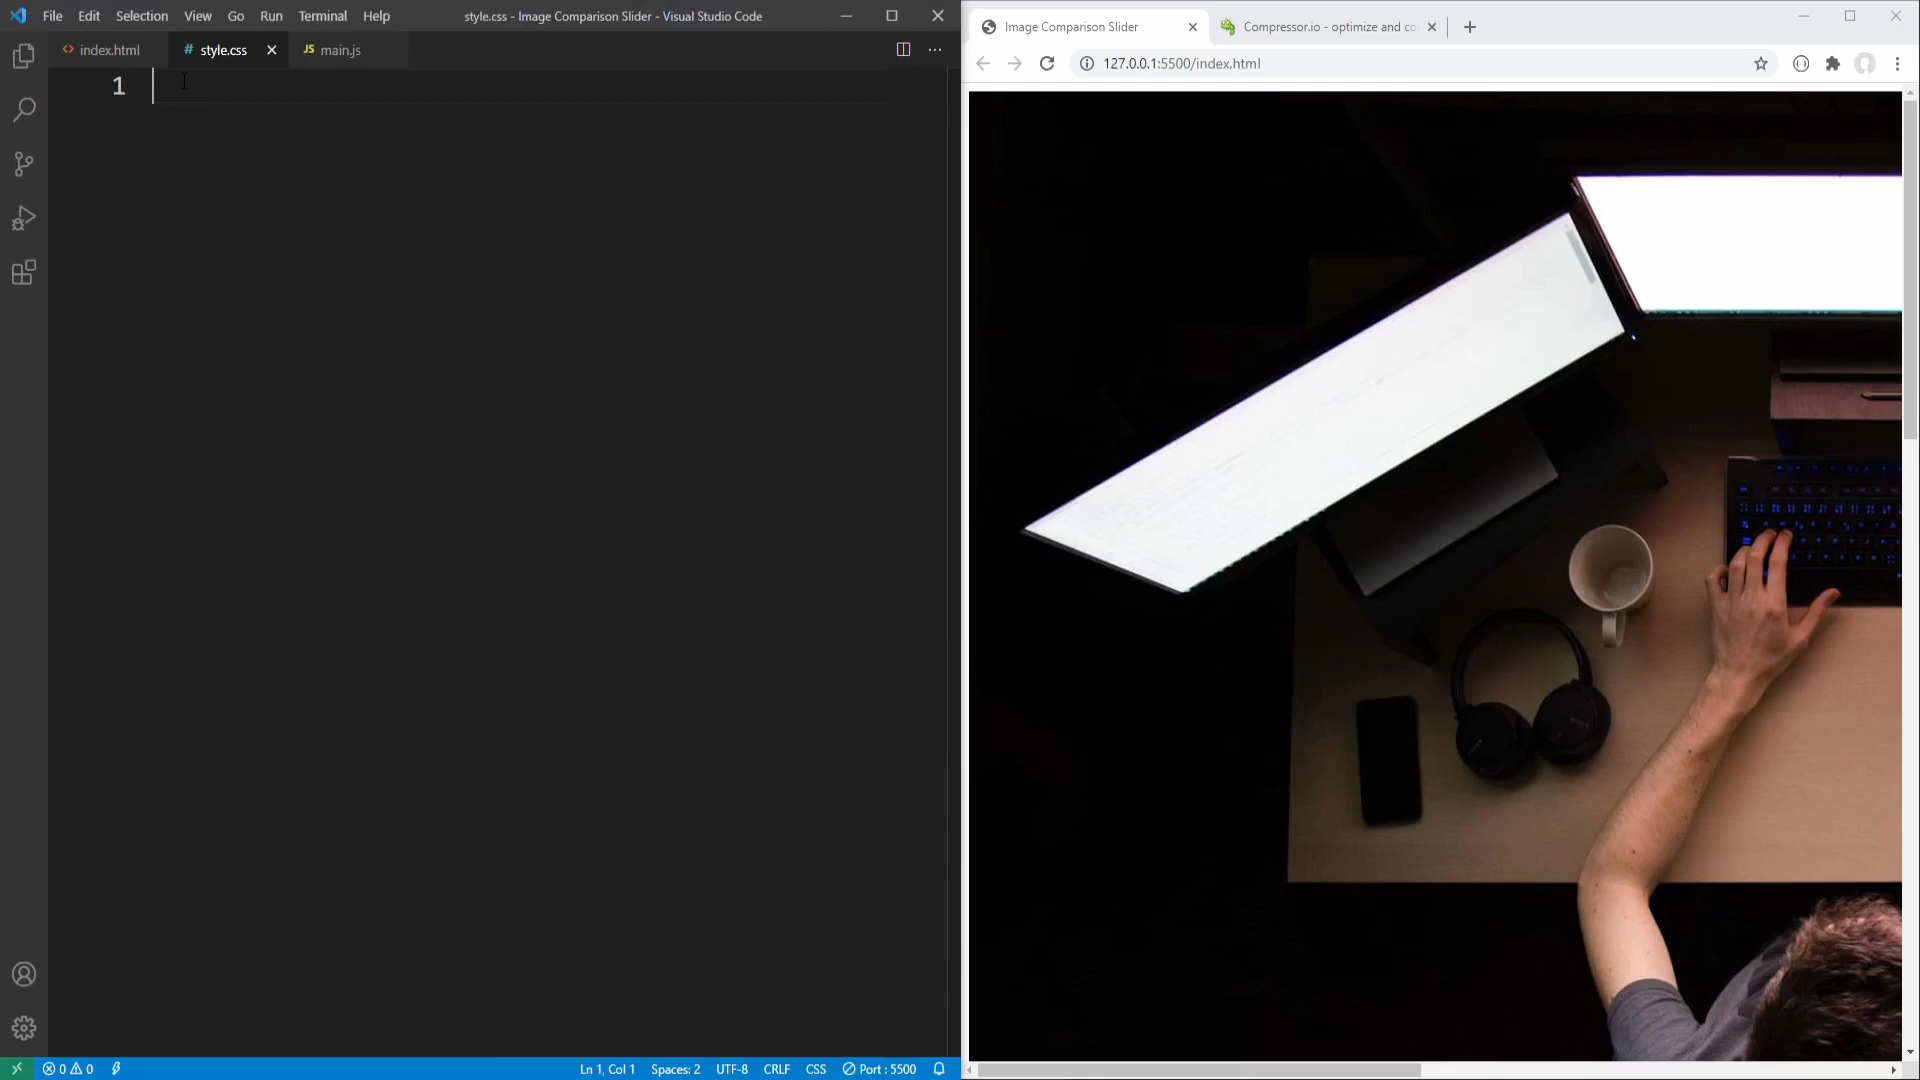 File Edit Selection View Go Run Terminal Help
style.css - Image Comparison Slider - Visual Studio Code
index.html
# style.css
JS main.js
1
Image Comparison Slider
Compressor.io - optimize and co
127.0.0.1:5500/index.html
0 0
Ln 1, Col 1
Spaces: 2
UTF-8
CRLF
CSS
Port : 5500